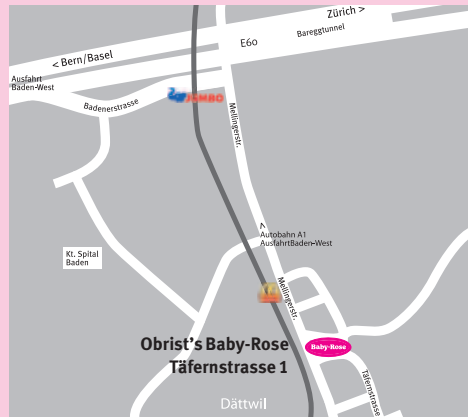 Zürich >
Bareggtunnel
E60
< Bern/Basel
Ausfahrt
Baden-West
Badenerstrasse
JUMBO
Mellingerstr.
^
Autobahn A1
AusfahrtBaden-West
Kt. Spital
Baden
Mellingerstr.
Obrist's Baby-Rose
Täfernstrasse 1
Baby-Rose
Täfernstrasse
Dättwil